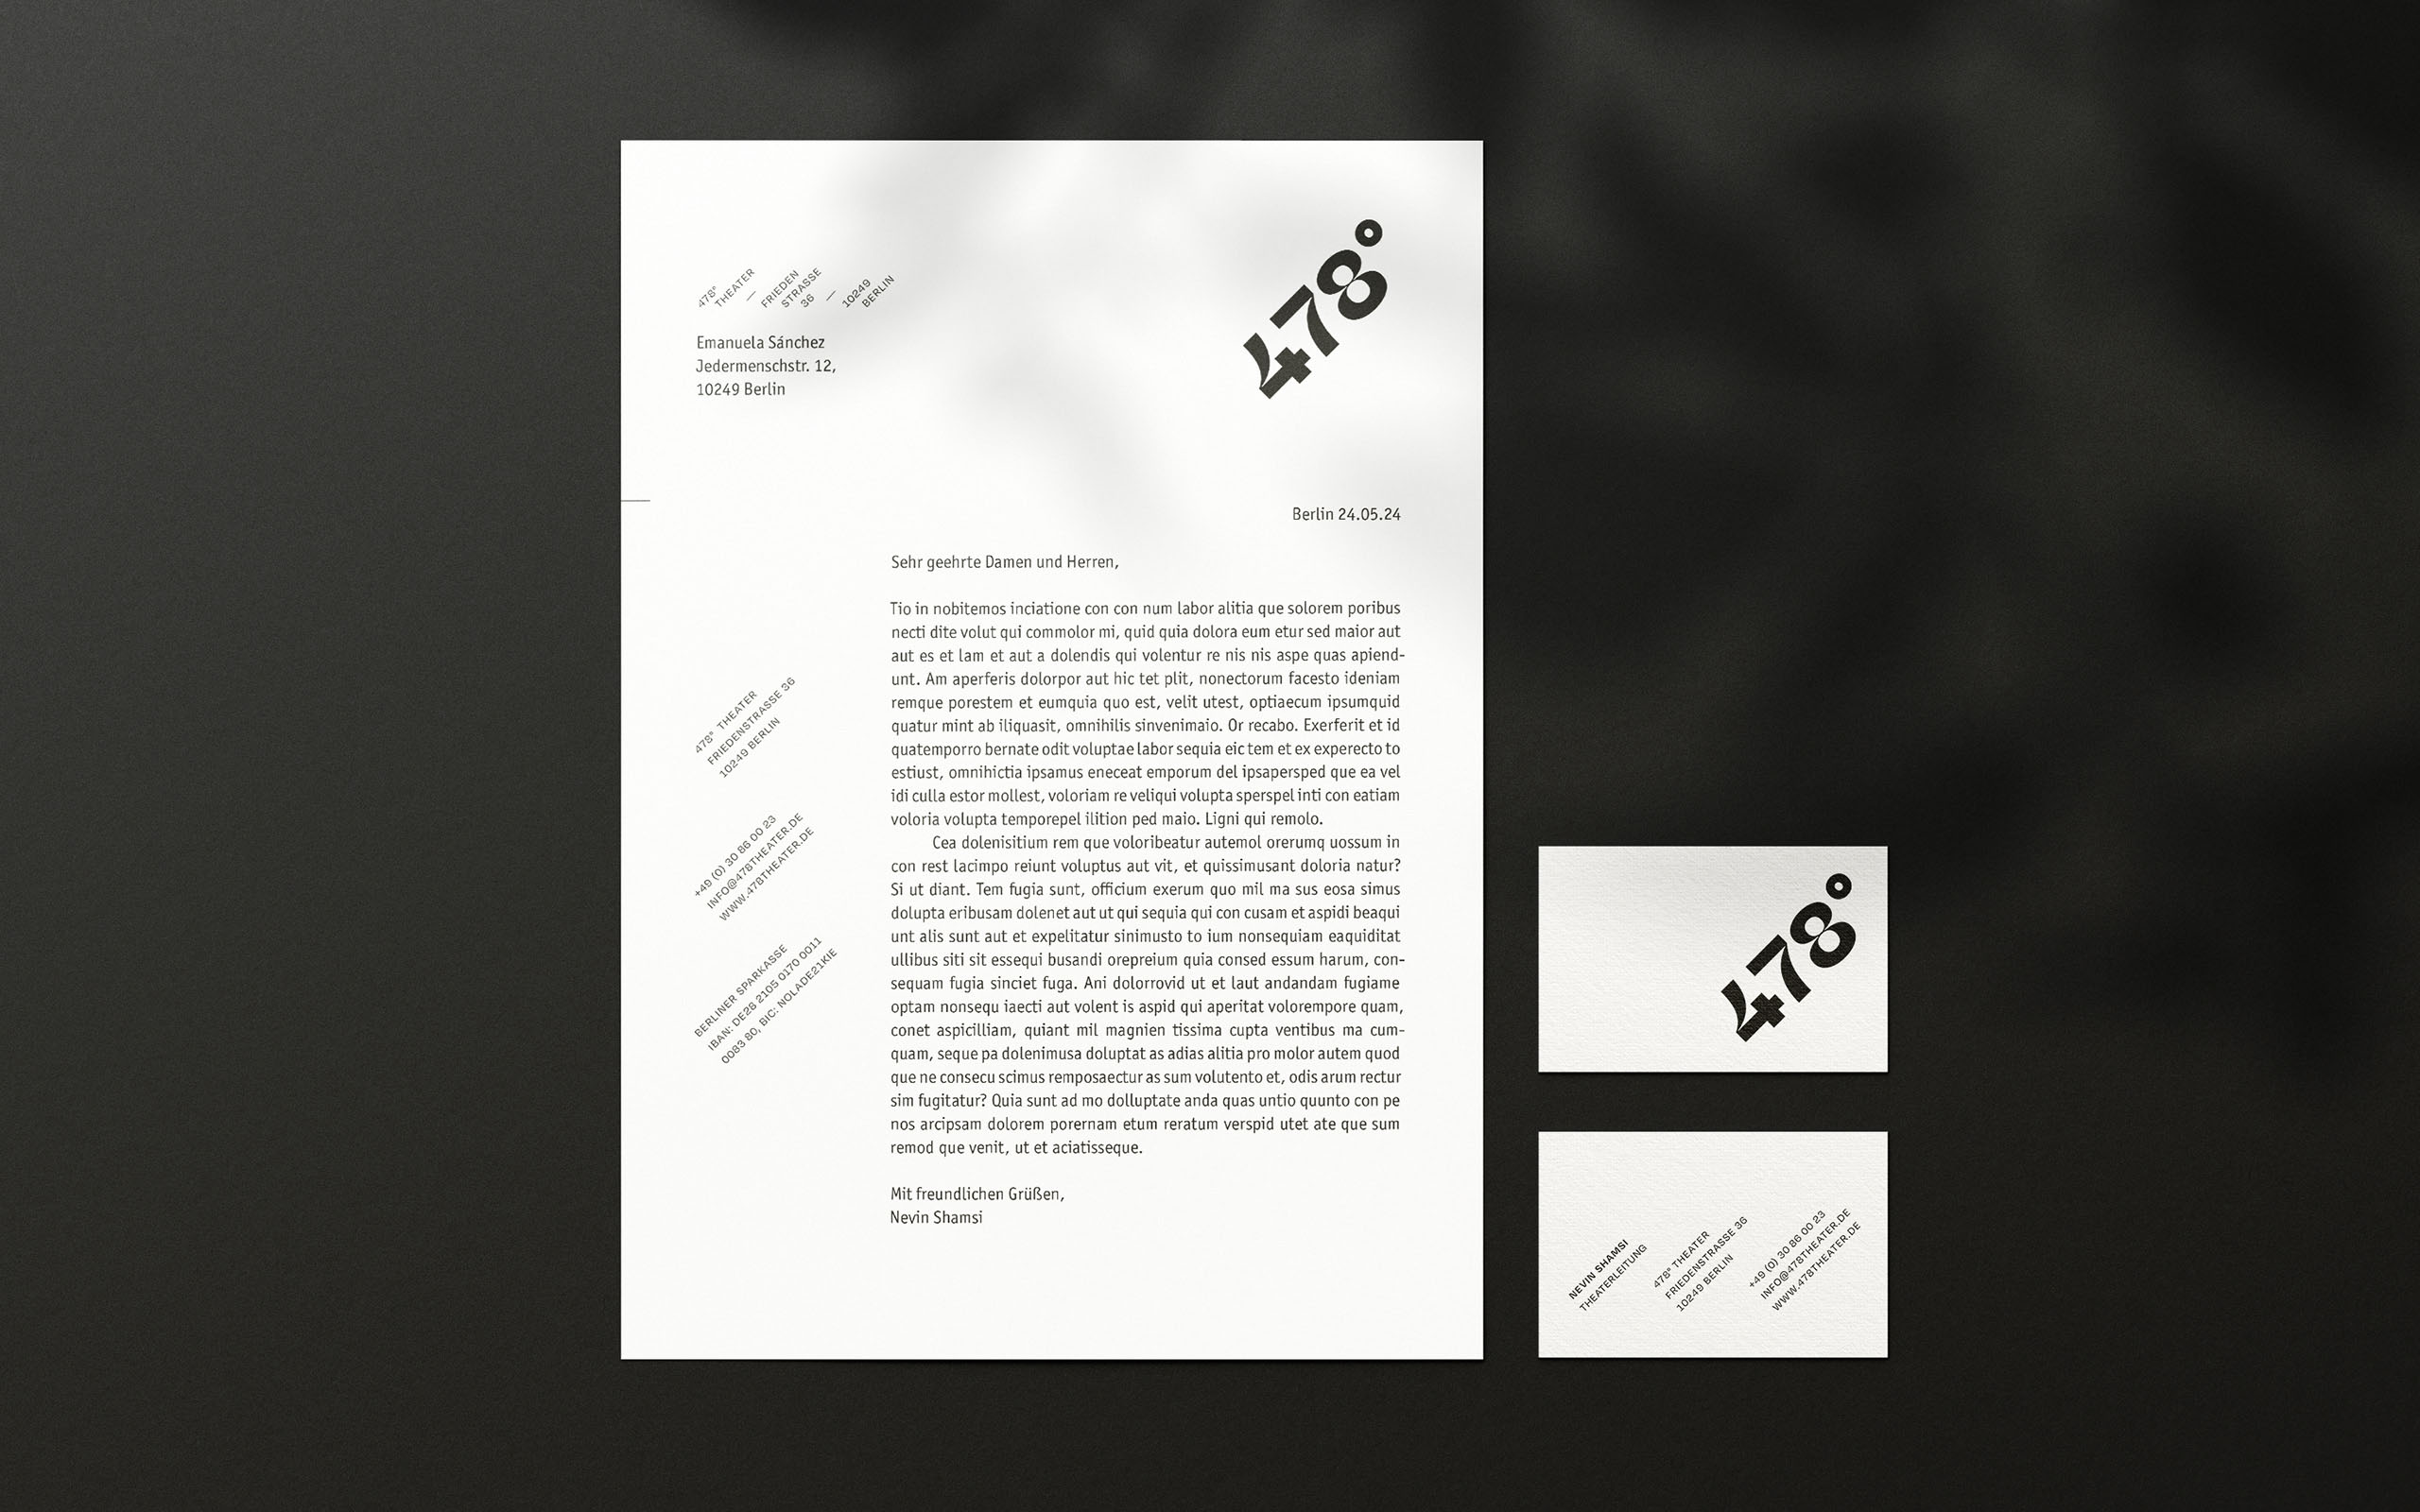 478°
THEATER
—
FRIEDEN
STRASSE
36
—
10249
BERLIN
478°
Emanuela Sánchez
Jedermenschstr. 12,
10249 Berlin
Berlin 24.05.24
Sehr geehrte Damen und Herren,
Tio in nobitemos inciatione con con num labor alitia que solorem poribus
necti dite volut qui commolor mi, quid quia dolora eum etur sed maior aut
aut es et lam et aut a dolendis qui volentur re nis nis aspe quas apiend-
unt. Am aperferis dolorpor aut hic tet plit, nonectorum facesto ideniam
remque porestem et eumquia quo est, velit utest, optiaecum ipsumquid
quatur mint ab iliquasit, omnihilis sinvenimaio. Or recabo. Exerferit et id
quatemporro bernate odit voluptae labor sequia eic tem et ex experecto to
estiust, omnihictia ipsamus eneceat emporum del ipsapersped que ea vel
idi culla estor mollest, voloriam re veliqui volupta sperspel inti con eatiam
voloria volupta temporepel ilition ped maio. Ligni qui remolo.
Cea dolenisitium rem que voloribeatur autemol orerumq uossum in
con rest lacimpo reiunt voluptus aut vit, et quissimusant doloria natur?
Si ut diant. Tem fugia sunt, officium exerum quo mil ma sus eosa simus
dolupta eribusam dolenet aut ut qui sequia qui con cusam et aspidi beaqui
unt alis sunt aut et expelitatur sinimusto to ium nonsequiam eaquiditat
ullibus siti sit essequi busandi orepreium quia consed essum harum, con-
sequam fugia sinciet fuga. Ani dolorrovid ut et laut andandam fugiame
optam nonsequ iaecti aut volent is aspid qui aperitat volorempore quam,
conet aspicilliam, quiant mil magnien tissima cupta ventibus ma cum-
quam, seque pa dolenimusa doluptat as adias alitia pro molor autem quod
que ne consecu scimus remposaectur as sum volutento et, odis arum rectur
sim fugitatur? Quia sunt ad mo dolluptate anda quas untio quunto con pe
nos arcipsam dolorem porernam etum reratum verspid utet ate que sum
remod que venit, ut et aciatisseque.
Mit freundlichen Grüßen,
Nevin Shamsi
478° THEATER
FRIEDENSTRASSE 36
10249 BERLIN
+49 (0) 30 86 00 23
INFO@478THEATER.DE
WWW.478THEATER.DE
BERLINER SPARKASSE
IBAN: DE28 2105 0170 0011
0083 80, BIC: NOLADE21KIE
478°
NEVIN SHAMSI
THEATERLEITUNG
478° THEATER
FRIEDENSTRASSE 36
10249 BERLIN
+49 (0) 30 86 00 23
INFO@478THEATER.DE
WWW.478THEATER.DE